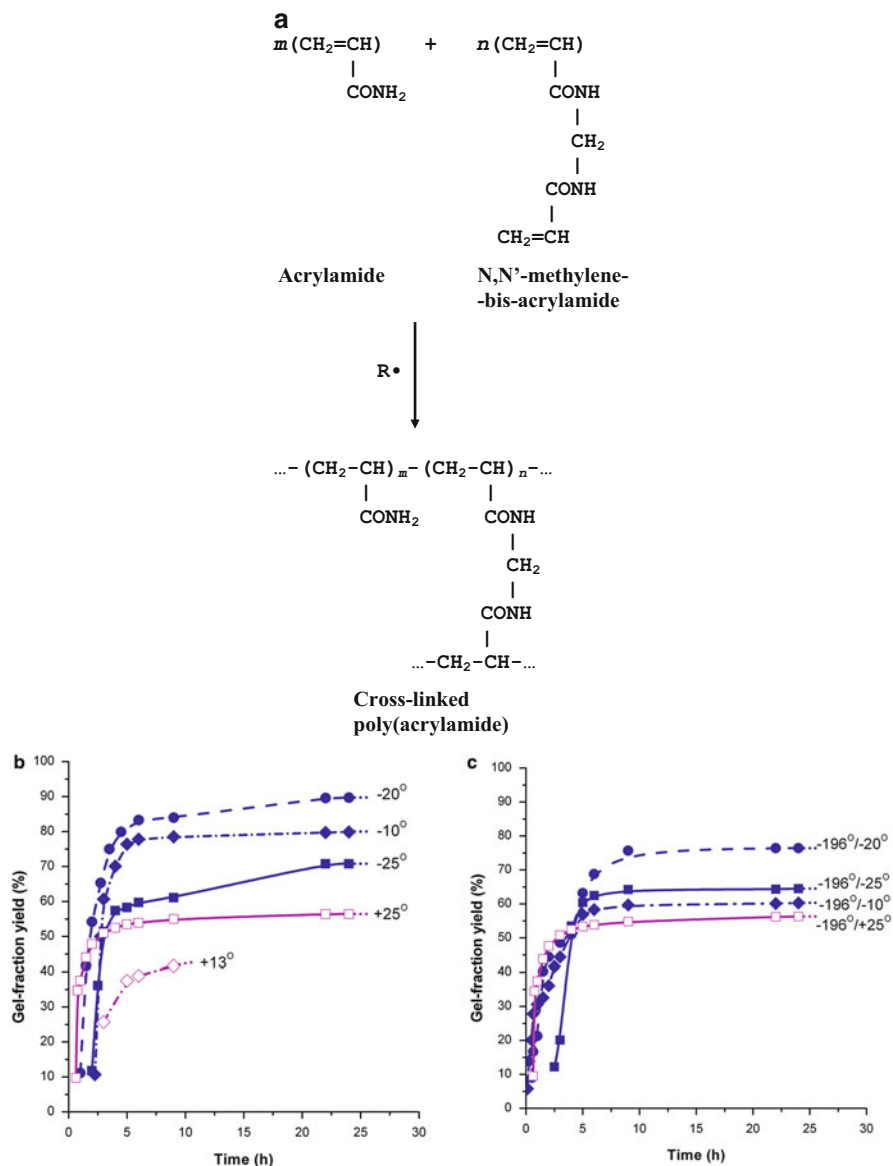 a
m(CH₂=CH) + n(CH₂=CH)
| |
CONH₂ CONH
|
CH₂
|
CONH
|
CH₂=CH
Acrylamide N,N'-methylene-
-bis-acrylamide
R•
…-(CH₂-CH)ₘ-(CH₂-CH)ₙ-…
| |
CONH₂ CONH
|
CH₂
|
CONH
|
…-CH₂-CH-…
Cross-linked
poly(acrylamide)
b
Gel-fraction yield (%)
100
90
80
70
60
50
40
30
20
10
0
-20°
-10°
-25°
+25°
+13°
0 5 10 15 20 25 30
Time (h)
c
Gel-fraction yield (%)
100
90
80
70
60
50
40
30
20
10
0
-196°/-20°
-196°/-25°
-196°/-10°
-196°/+25°
0 5 10 15 20 25 30
Time (h)